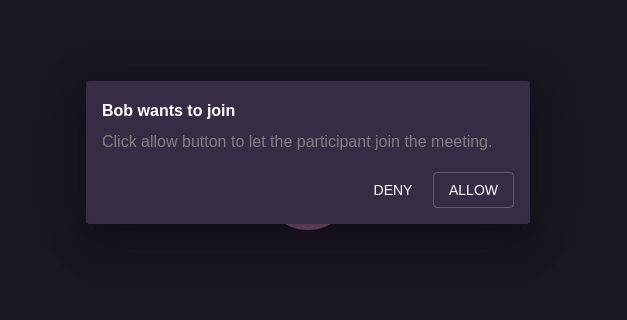 Bob wants to join
Click allow button to let the participant join the meeting.
DENY
ALLOW